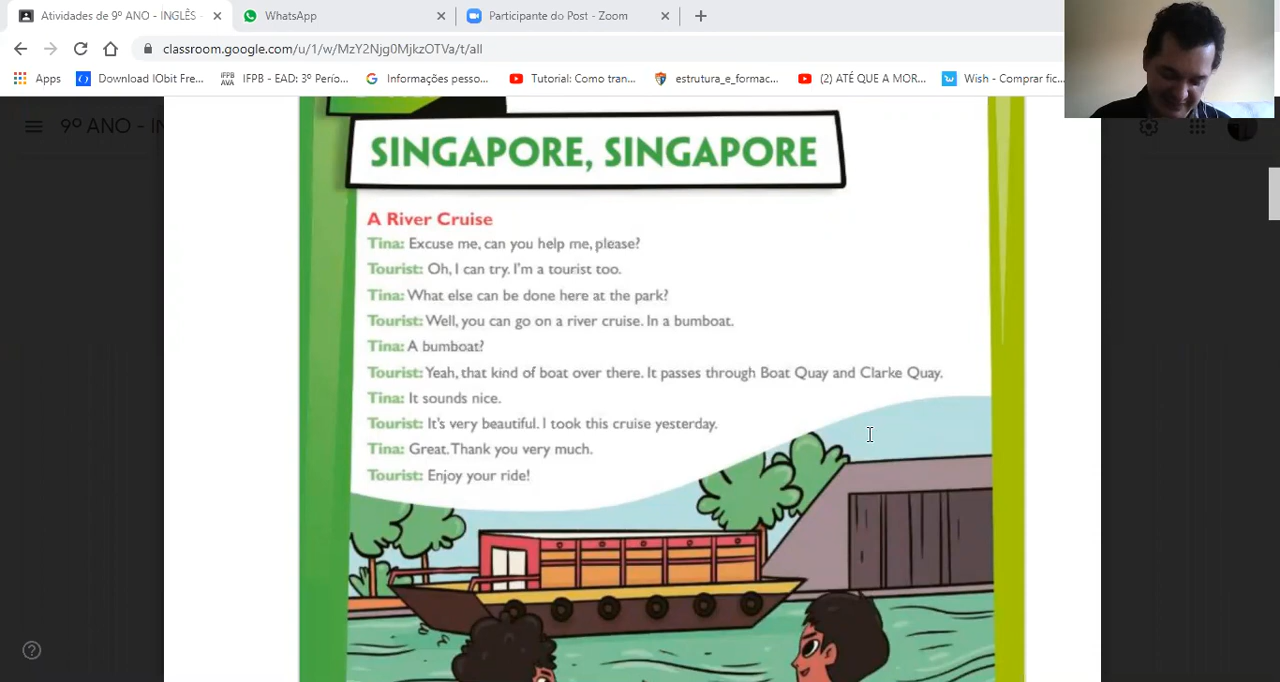 Atividades de 9º ANO - INGLÊS -
WhatsApp
Participante do Post - Zoom
classroom.google.com/u/1/w/MzY2Njg0MjkzOTVa/t/all
Apps
Download IObit Fre...
IFPB AVA
IFPB - EAD: 3º Perío...
Informações pesso...
Tutorial: Como tran...
estrutura_e_formac...
(2) ATÉ QUE A MOR...
Wish - Comprar fic...
9º ANO - IN
SINGAPORE, SINGAPORE
A River Cruise
Tina: Excuse me, can you help me, please?
Tourist: Oh, I can try. I'm a tourist too.
Tina: What else can be done here at the park?
Tourist: Well, you can go on a river cruise. In a bumboat.
Tina: A bumboat?
Tourist: Yeah, that kind of boat over there. It passes through Boat Quay and Clarke Quay.
Tina: It sounds nice.
Tourist: It's very beautiful. I took this cruise yesterday.
Tina: Great. Thank you very much.
Tourist: Enjoy your ride!